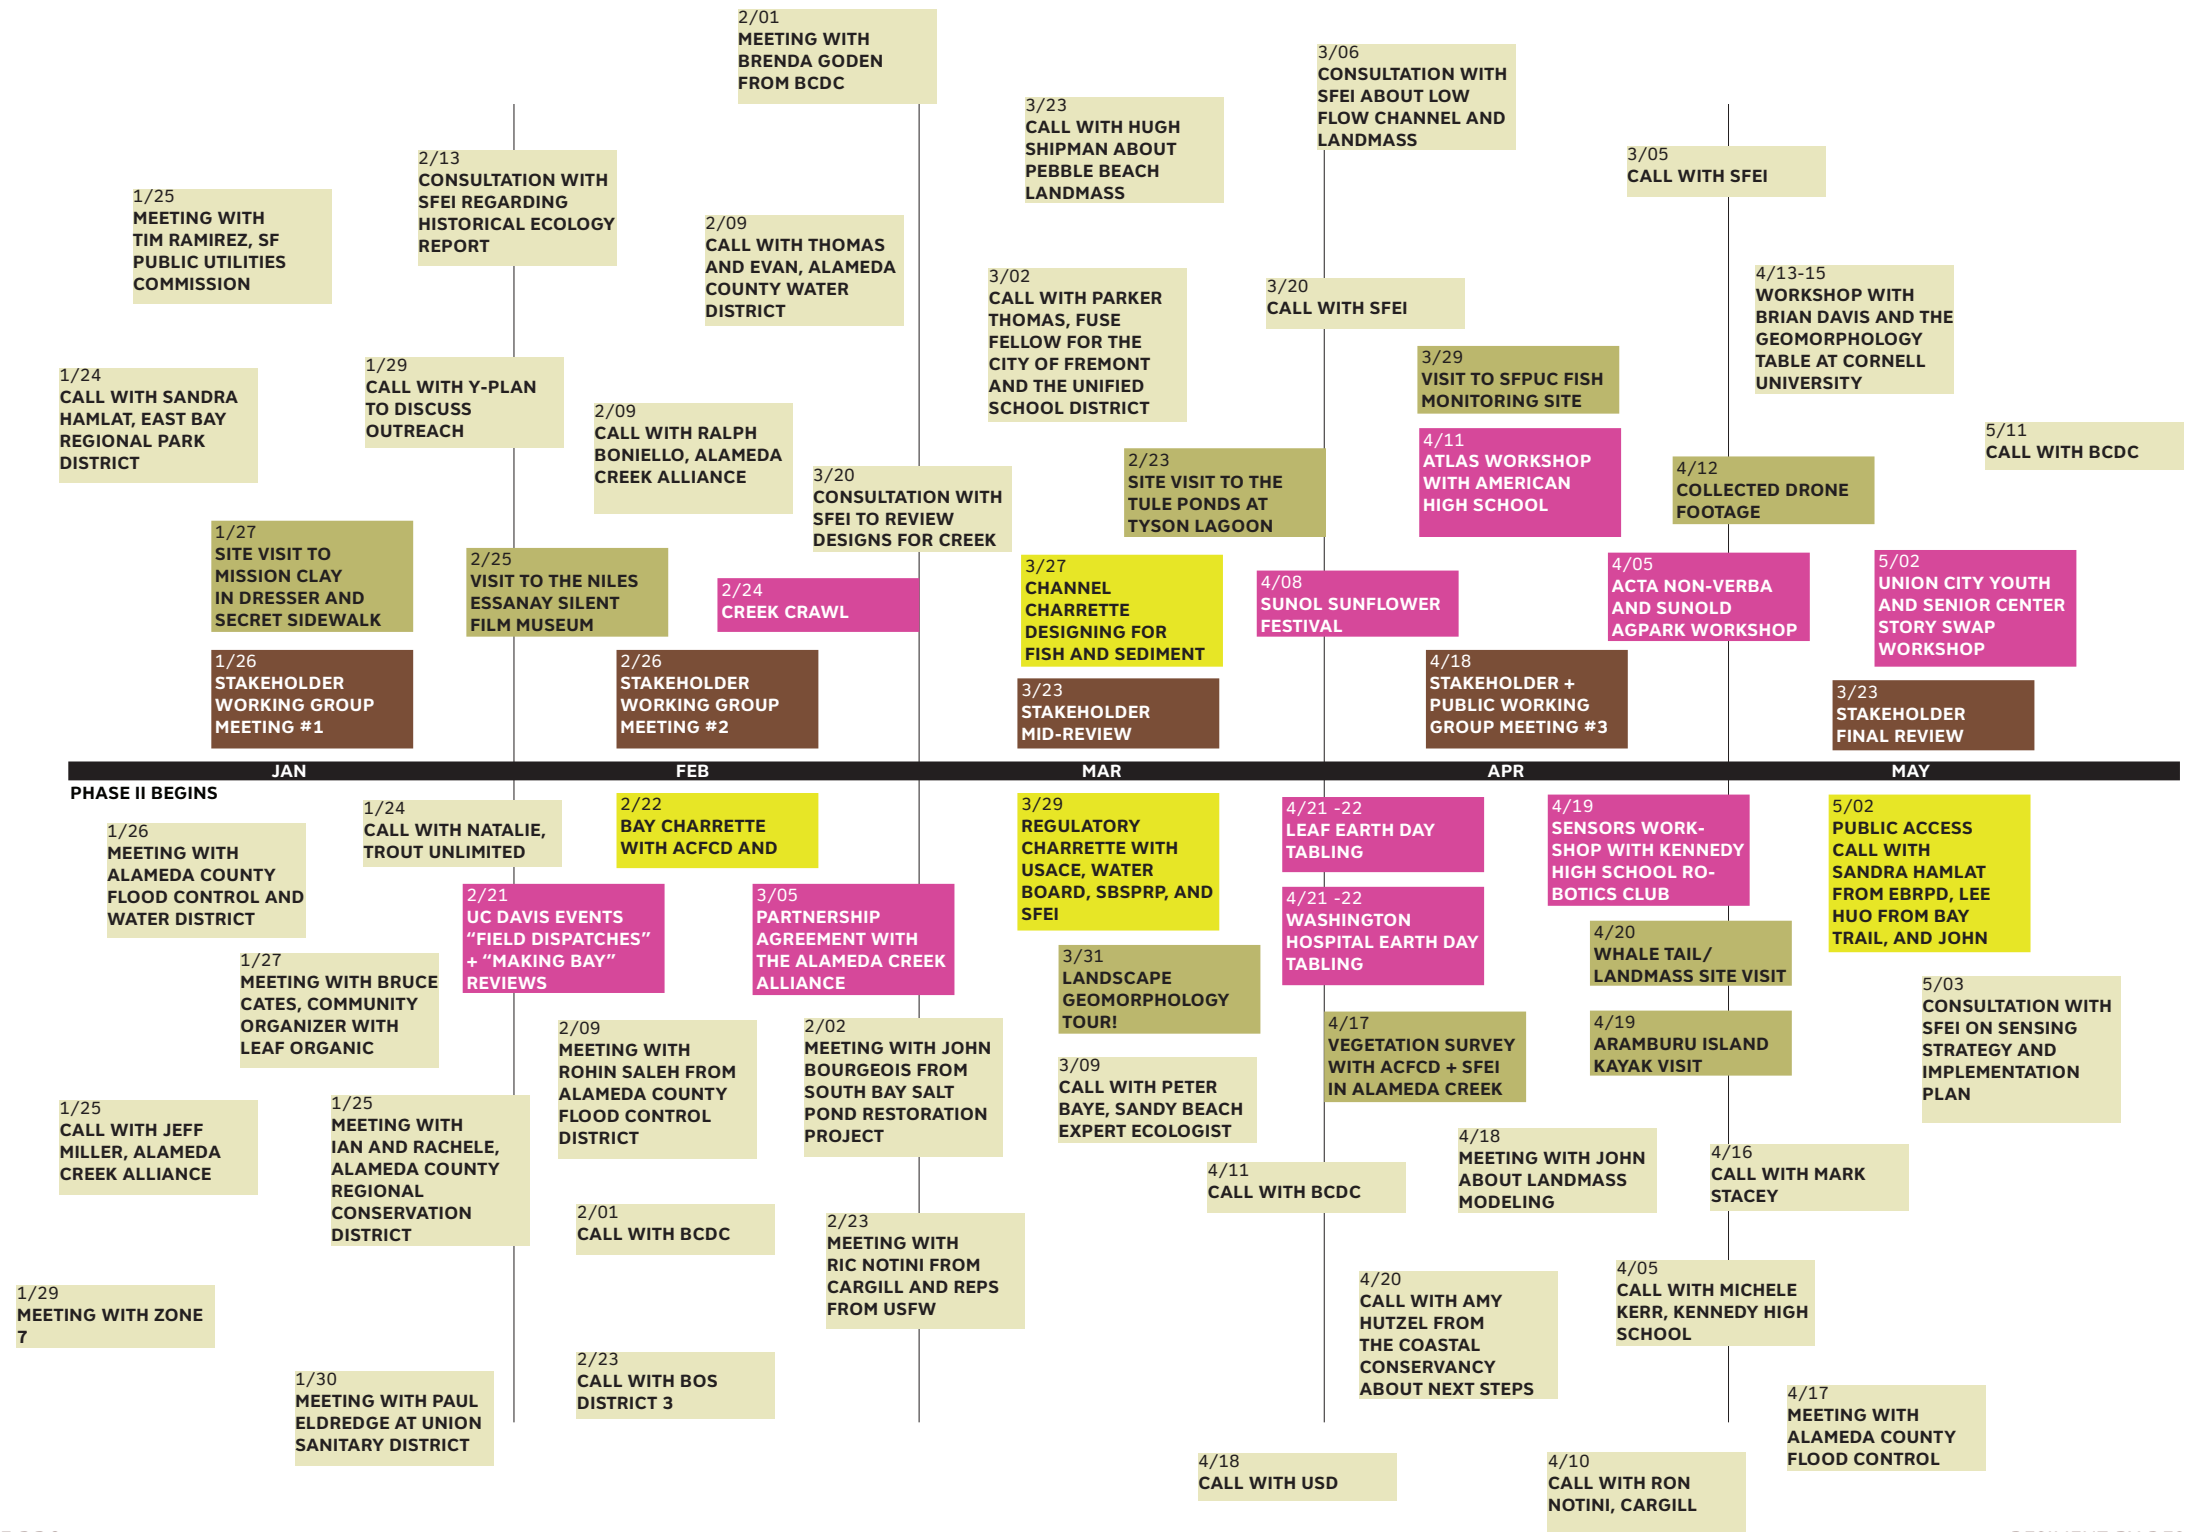 2/01
MEETING WITH
BRENDA GODEN
FROM BCDC
3/06
CONSULTATION WITH
SFEI ABOUT LOW
FLOW CHANNEL AND
LANDMASS
3/23
CALL WITH HUGH
SHIPMAN ABOUT
PEBBLE BEACH
LANDMASS
2/13
CONSULTATION WITH
SFEI REGARDING
HISTORICAL ECOLOGY
REPORT
3/05
CALL WITH SFEI
1/25
MEETING WITH
TIM RAMIREZ, SF
PUBLIC UTILITIES
COMMISSION
2/09
CALL WITH THOMAS
AND EVAN, ALAMEDA
COUNTY WATER
DISTRICT
3/02
CALL WITH PARKER
THOMAS, FUSE
FELLOW FOR THE
CITY OF FREMONT
AND THE UNIFIED
SCHOOL DISTRICT
3/20
CALL WITH SFEI
4/13-15
WORKSHOP WITH
BRIAN DAVIS AND THE
GEOMORPHOLOGY
TABLE AT CORNELL
UNIVERSITY
1/24
CALL WITH SANDRA
HAMLAT, EAST BAY
REGIONAL PARK
DISTRICT
1/29
CALL WITH Y-PLAN
TO DISCUSS
OUTREACH
2/09
CALL WITH RALPH
BONIELLO, ALAMEDA
CREEK ALLIANCE
3/29
VISIT TO SFPUC FISH
MONITORING SITE
5/11
CALL WITH BCDC
3/20
CONSULTATION WITH
SFEI TO REVIEW
DESIGNS FOR CREEK
2/23
SITE VISIT TO THE
TULE PONDS AT
TYSON LAGOON
4/11
ATLAS WORKSHOP
WITH AMERICAN
HIGH SCHOOL
4/12
COLLECTED DRONE
FOOTAGE
1/27
SITE VISIT TO
MISSION CLAY
IN DRESSER AND
SECRET SIDEWALK
2/25
VISIT TO THE NILES
ESSANAY SILENT
FILM MUSEUM
2/24
CREEK CRAWL
3/27
CHANNEL
CHARRETTE
DESIGNING FOR
FISH AND SEDIMENT
4/08
SUNOL SUNFLOWER
FESTIVAL
4/05
ACTA NON-VERBA
AND SUNOLD
AGPARK WORKSHOP
5/02
UNION CITY YOUTH
AND SENIOR CENTER
STORY SWAP
WORKSHOP
1/26
STAKEHOLDER
WORKING GROUP
MEETING #1
2/26
STAKEHOLDER
WORKING GROUP
MEETING #2
3/23
STAKEHOLDER
MID-REVIEW
4/18
STAKEHOLDER +
PUBLIC WORKING
GROUP MEETING #3
3/23
STAKEHOLDER
FINAL REVIEW
JAN
FEB
MAR
APR
MAY
PHASE II BEGINS
1/26
MEETING WITH
ALAMEDA COUNTY
FLOOD CONTROL AND
WATER DISTRICT
1/24
CALL WITH NATALIE,
TROUT UNLIMITED
2/22
BAY CHARRETTE
WITH ACFCD AND
3/29
REGULATORY
CHARRETTE WITH
USACE, WATER
BOARD, SBSPRP, AND
SFEI
4/21 -22
LEAF EARTH DAY
TABLING
4/19
SENSORS WORK-
SHOP WITH KENNEDY
HIGH SCHOOL RO-
BOTICS CLUB
5/02
PUBLIC ACCESS
CALL WITH
SANDRA HAMLAT
FROM EBRPD, LEE
HUO FROM BAY
TRAIL, AND JOHN
2/21
UC DAVIS EVENTS
“FIELD DISPATCHES”
+ “MAKING BAY”
REVIEWS
3/05
PARTNERSHIP
AGREEMENT WITH
THE ALAMEDA CREEK
ALLIANCE
4/21 -22
WASHINGTON
HOSPITAL EARTH DAY
TABLING
4/20
WHALE TAIL/
LANDMASS SITE VISIT
1/27
MEETING WITH BRUCE
CATES, COMMUNITY
ORGANIZER WITH
LEAF ORGANIC
3/31
LANDSCAPE
GEOMORPHOLOGY
TOUR!
5/03
CONSULTATION WITH
SFEI ON SENSING
STRATEGY AND
IMPLEMENTATION
PLAN
2/09
MEETING WITH
ROHIN SALEH FROM
ALAMEDA COUNTY
FLOOD CONTROL
DISTRICT
2/02
MEETING WITH JOHN
BOURGEOIS FROM
SOUTH BAY SALT
POND RESTORATION
PROJECT
4/17
VEGETATION SURVEY
WITH ACFCD + SFEI
IN ALAMEDA CREEK
4/19
ARAMBURU ISLAND
KAYAK VISIT
3/09
CALL WITH PETER
BAYE, SANDY BEACH
EXPERT ECOLOGIST
1/25
CALL WITH JEFF
MILLER, ALAMEDA
CREEK ALLIANCE
1/25
MEETING WITH
IAN AND RACHELE,
ALAMEDA COUNTY
REGIONAL
CONSERVATION
DISTRICT
4/11
CALL WITH BCDC
4/18
MEETING WITH JOHN
ABOUT LANDMASS
MODELING
4/16
CALL WITH MARK
STACEY
2/01
CALL WITH BCDC
2/23
MEETING WITH
RIC NOTINI FROM
CARGILL AND REPS
FROM USFW
1/29
MEETING WITH ZONE
7
4/20
CALL WITH AMY
HUTZEL FROM
THE COASTAL
CONSERVANCY
ABOUT NEXT STEPS
4/05
CALL WITH MICHELE
KERR, KENNEDY HIGH
SCHOOL
1/30
MEETING WITH PAUL
ELDREDGE AT UNION
SANITARY DISTRICT
2/23
CALL WITH BOS
DISTRICT 3
4/17
MEETING WITH
ALAMEDA COUNTY
FLOOD CONTROL
4/18
CALL WITH USD
4/10
CALL WITH RON
NOTINI, CARGILL